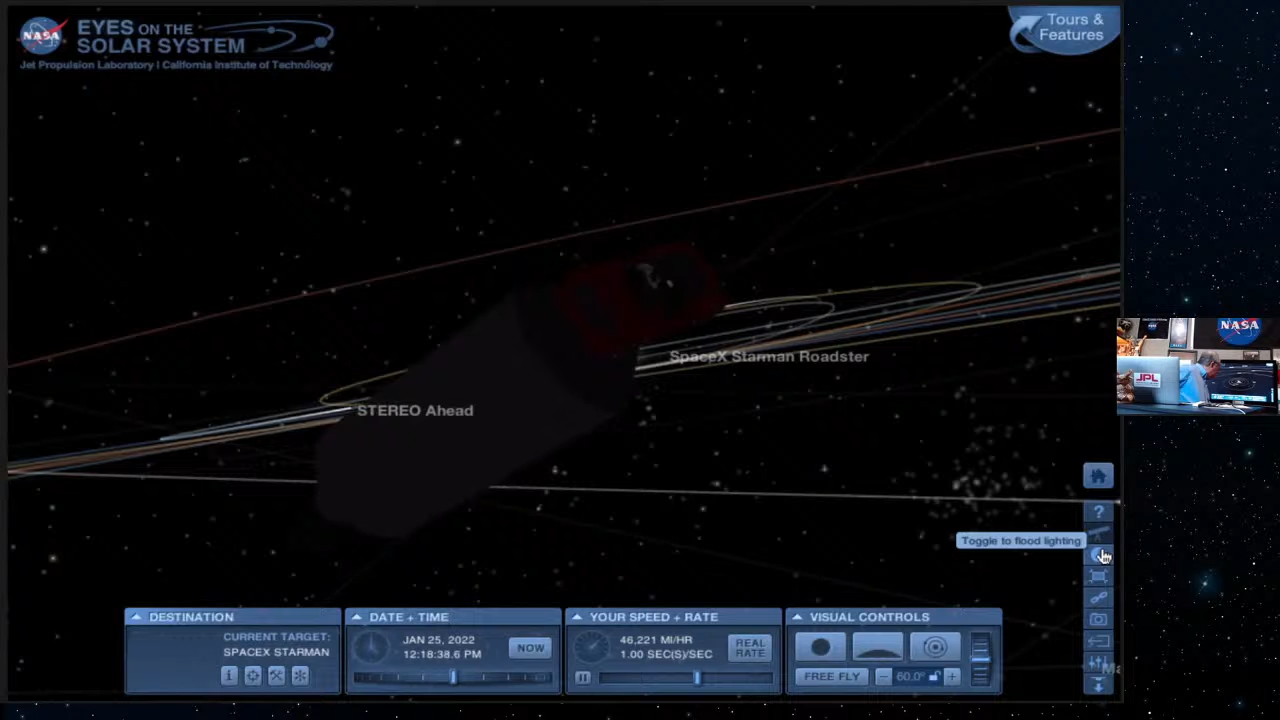 NASA
EYES ON THE
SOLAR SYSTEM
Jet Propulsion Laboratory | California Institute of Technology
Tours &
Features
SpaceX Starman Roadster
STEREO Ahead
NASA
JPL
?
Toggle to flood lighting
DESTINATION
CURRENT TARGET:
SPACEX STARMAN
i
DATE + TIME
JAN 25, 2022
12:18:38.6 PM
NOW
YOUR SPEED + RATE
46,221 MI/HR
1.00 SEC(S)/SEC
REAL
RATE
VISUAL CONTROLS
FREE FLY
60.0°
Ma